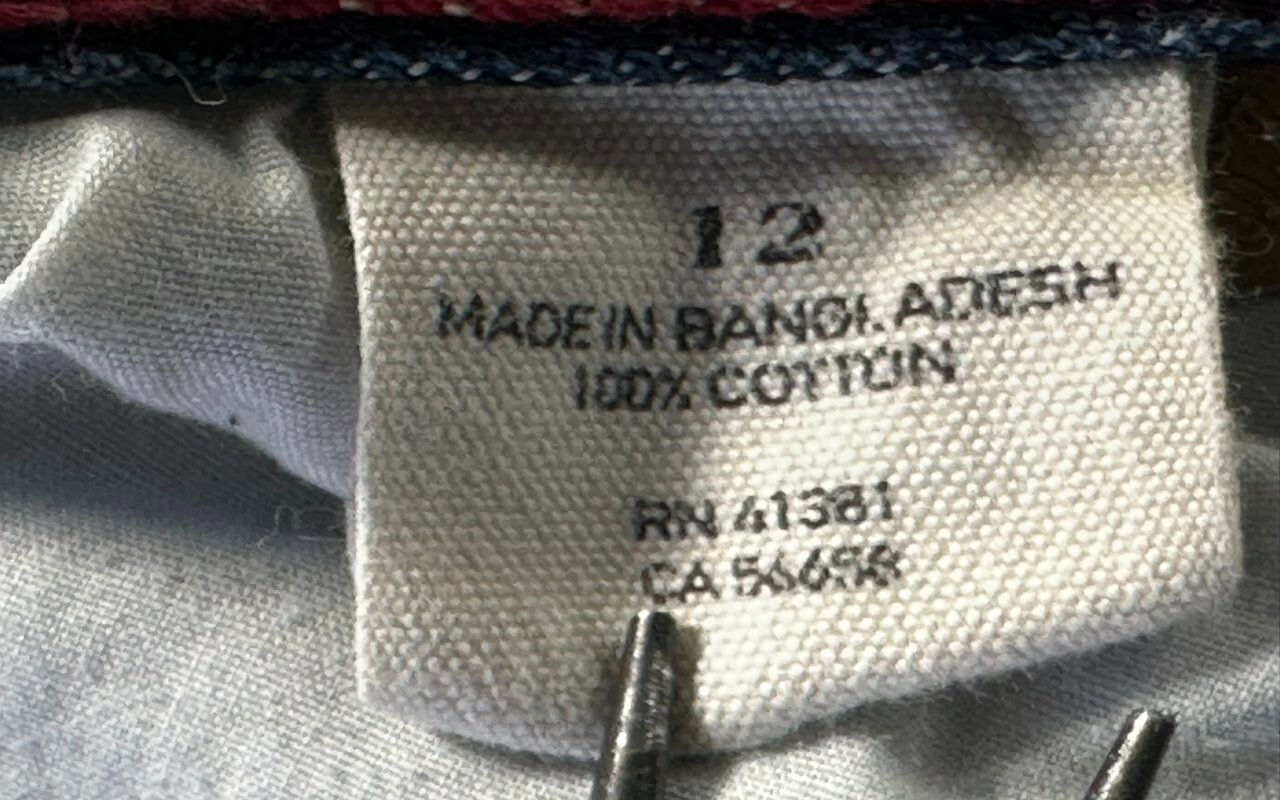 12
MADE IN BANGLADESH
100% COTTON
RN 41381
CA 56658